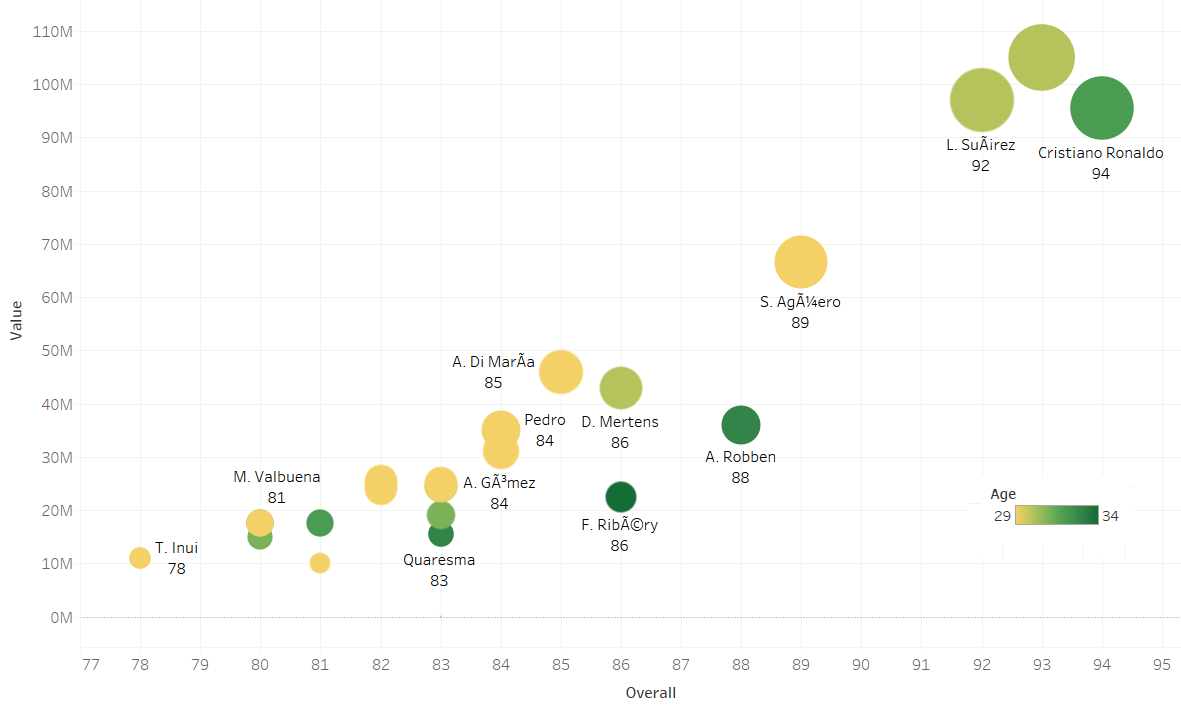 110M
100M
90M
80M
70M
60M
50M
40M
30M
20M
10M
0M
Value
L. SuÃirez
92
Cristiano Ronaldo
94
S. AgÃ¼ero
89
A. Di MarÃa
85
Pedro
84
D. Mertens
86
A. Robben
88
M. Valbuena
81
A. GÃ³mez
84
F. RibÃ©ry
86
T. Inui
78
Quaresma
83
Age
29 34
77 78 79 80 81 82 83 84 85 86 87 88 89 90 91 92 93 94 95
Overall